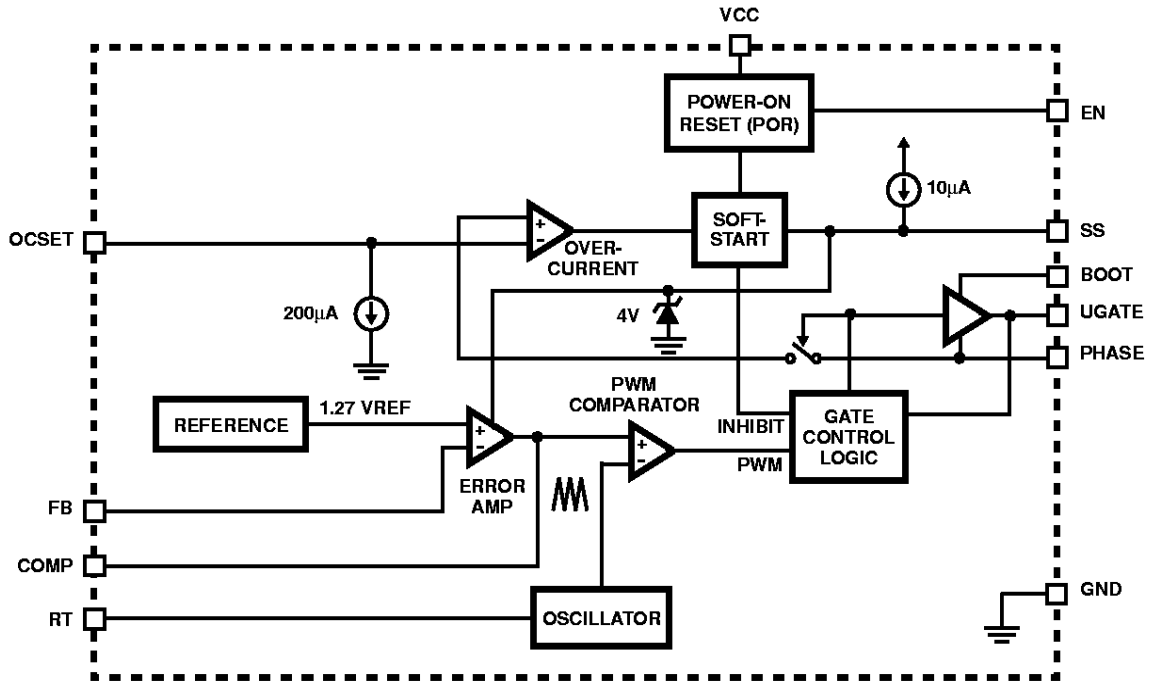 VCC
POWER-ON
RESET (POR)
EN
10µA
SOFT-
START
SS
OCSET
+
-
OVER-
CURRENT
BOOT
200µA
4V
UGATE
PHASE
PWM
COMPARATOR
REFERENCE
1.27 VREF
+
-
+
-
INHIBIT
PWM
GATE
CONTROL
LOGIC
ERROR
AMP
FB
COMP
GND
RT
OSCILLATOR